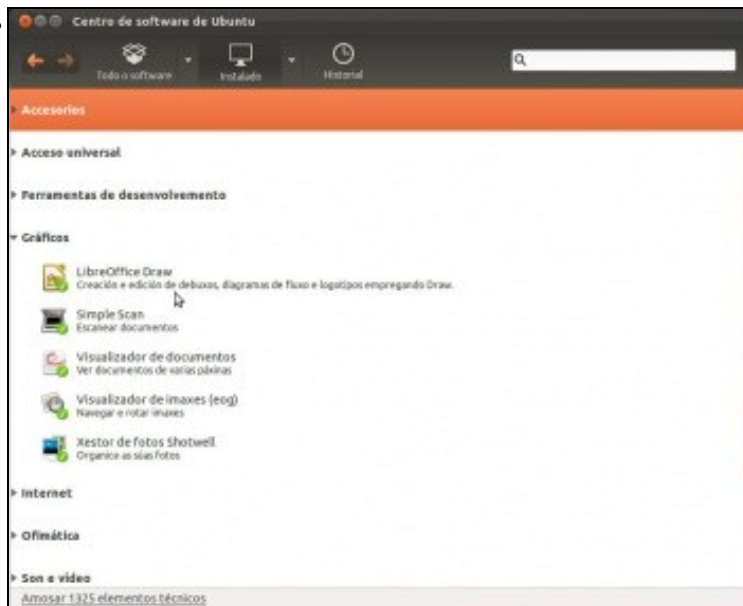 Centro de software de Ubuntu
Todo o software
Instalado
Historial
Accesorios
Acceso universal
Ferramentas de desenvolvemento
Gráficos
LibreOffice Draw
Creación e edición de debuxos, diagramas de fluxo e logotipos empregando Draw.
Simple Scan
Escanear documentos
Visualizador de documentos
Ver documentos de varias páxinas
Visualizador de imaxes (eog)
Navegar e rotar imaxes
Xestor de fotos Shotwell
Organice as súas fotos
Internet
Ofimática
Son e vídeo
Amosar 1325 elementos técnicos